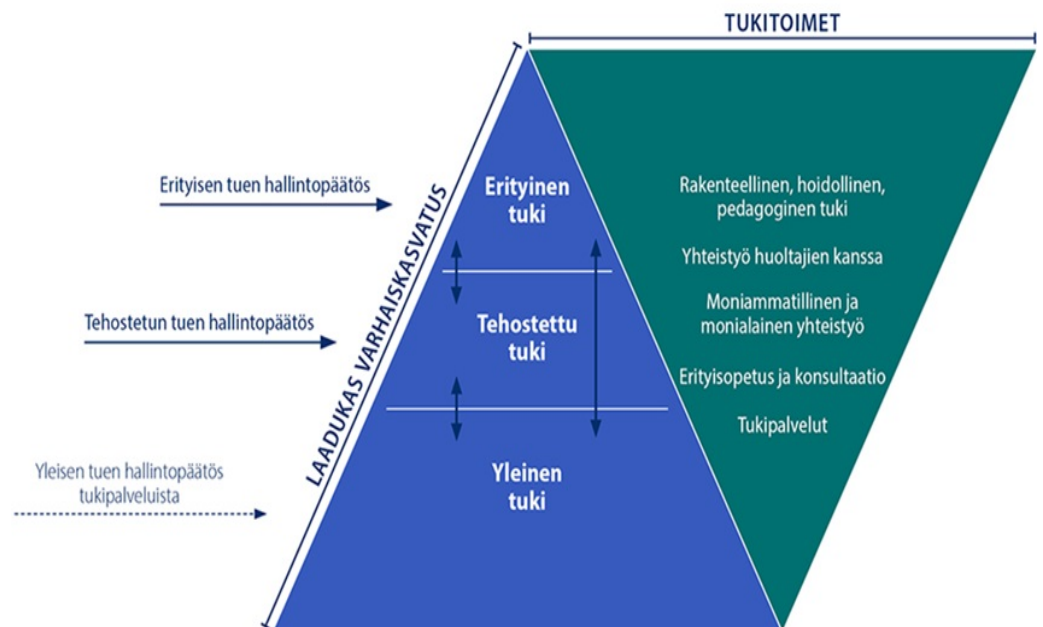 TUKITOIMET
LAADUKAS VARHAISKASVATUS
Erityisen tuen hallintopäätös
Tehostetun tuen hallintopäätös
Yleisen tuen hallintopäätös
tukipalveluista
Erityinen
tuki
Tehostettu
tuki
Yleinen
tuki
Rakenteellinen, hoidollinen,
pedagoginen tuki
Yhteistyö huoltajien kanssa
Moniammatillinen ja
monialainen yhteistyö
Erityisopetus ja konsultaatio
Tukipalvelut